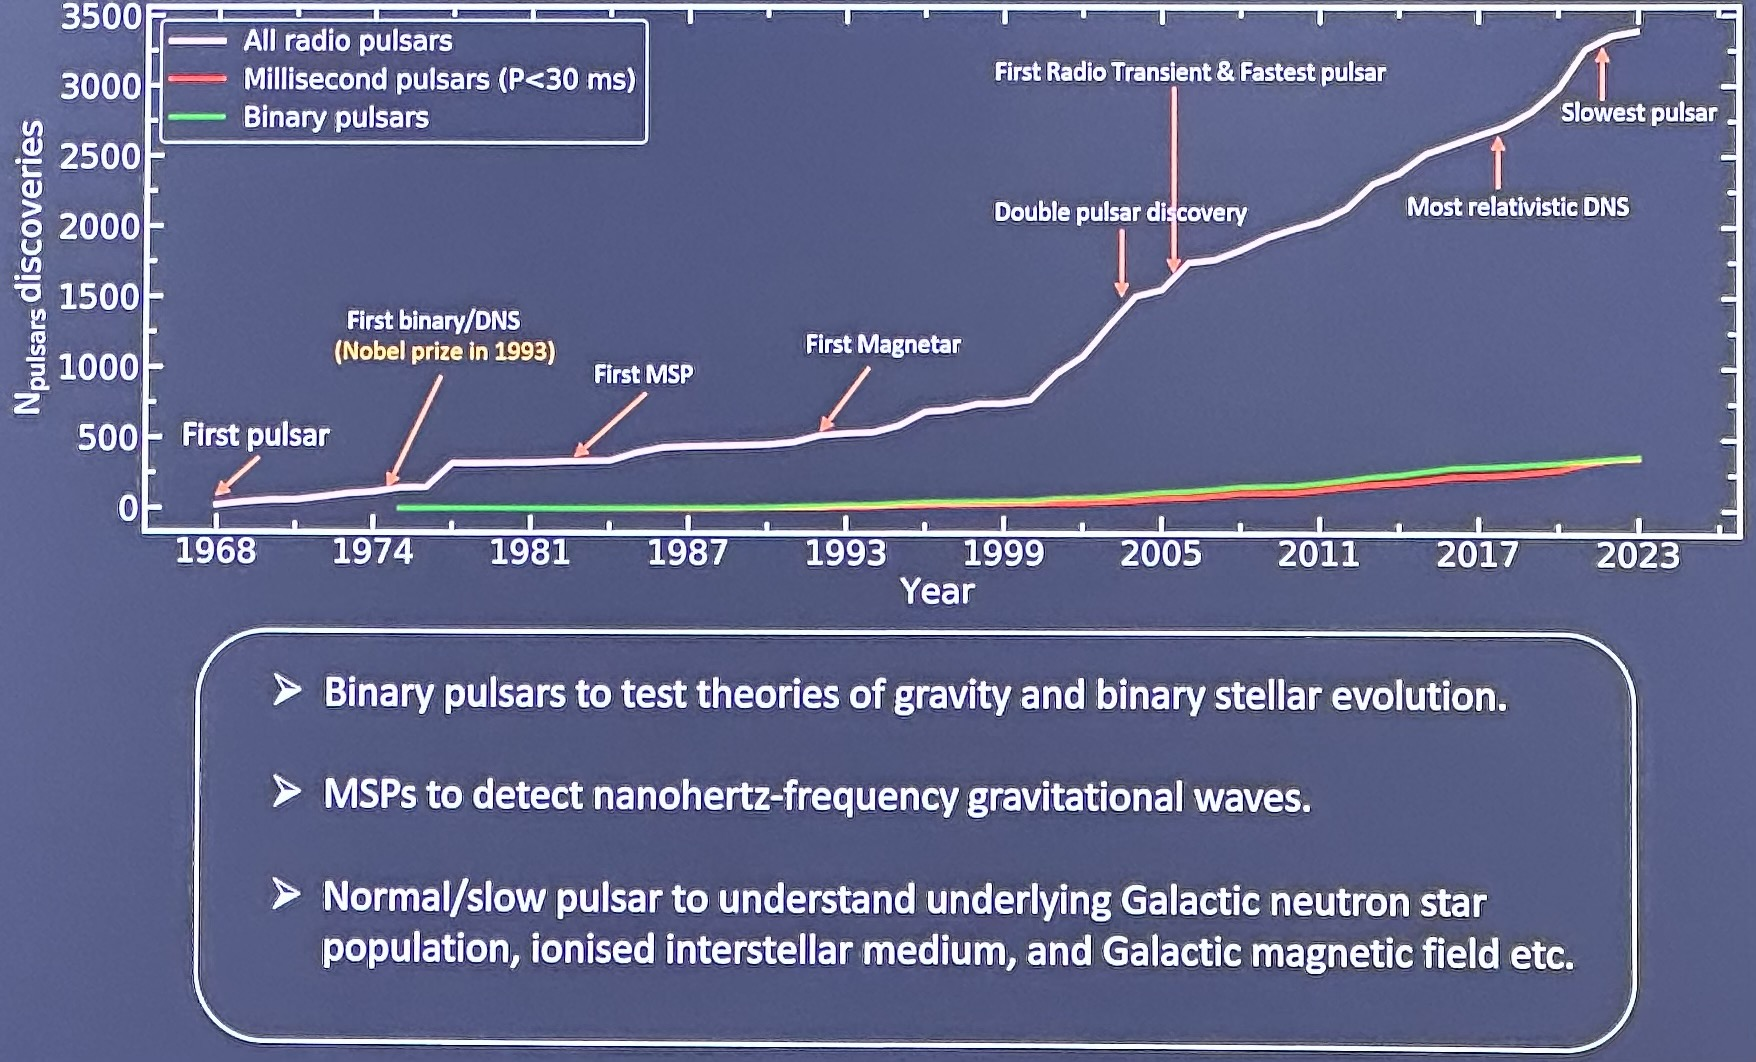 3500
3000
2500
2000
1500
1000
500
0
Npulsars discoveries
All radio pulsars
Millisecond pulsars (P<30 ms)
Binary pulsars
First Radio Transient & Fastest pulsar
Slowest pulsar
Double pulsar discovery
Most relativistic DNS
First binary/DNS
(Nobel prize in 1993)
First Magnetar
First MSP
First pulsar
1968 1974 1981 1987 1993 1999 2005 2011 2017 2023
Year
➢ Binary pulsars to test theories of gravity and binary stellar evolution.
➢ MSPs to detect nanohertz-frequency gravitational waves.
➢ Normal/slow pulsar to understand underlying Galactic neutron star
population, ionised interstellar medium, and Galactic magnetic field etc.